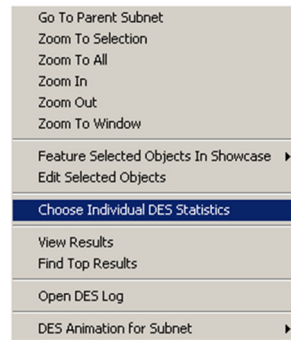 Go To Parent Subnet
Zoom To Selection
Zoom To All
Zoom In
Zoom Out
Zoom To Window
Feature Selected Objects In Showcase
Edit Selected Objects
Choose Individual DES Statistics
View Results
Find Top Results
Open DES Log
DES Animation for Subnet